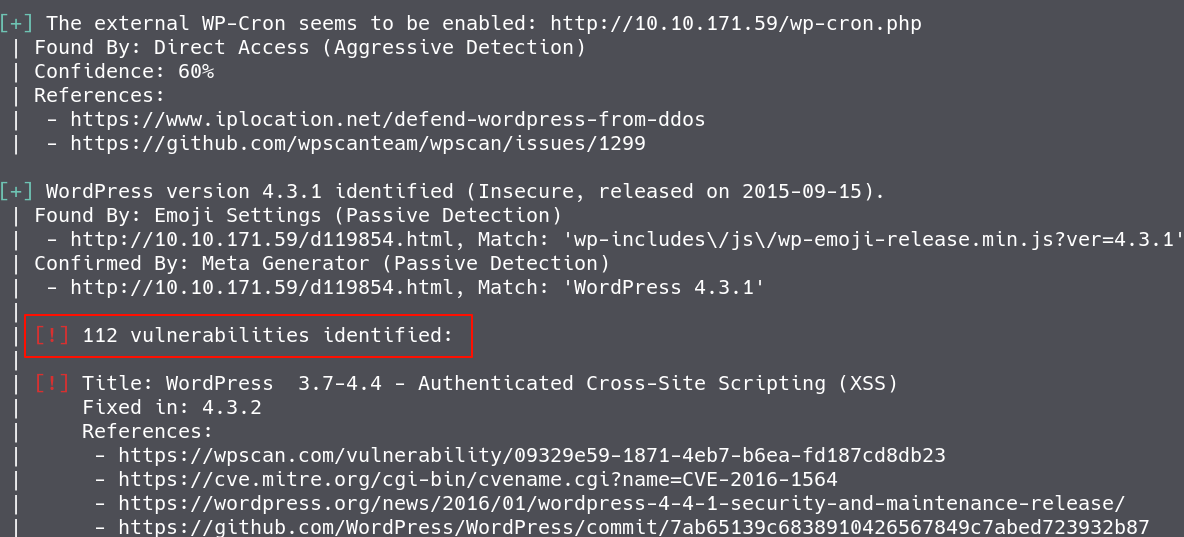 [+] The external WP-Cron seems to be enabled: http://10.10.171.59/wp-cron.php
| Found By: Direct Access (Aggressive Detection)
| Confidence: 60%
| References:
|  - https://www.iplocation.net/defend-wordpress-from-ddos
|  - https://github.com/wpscanteam/wpscan/issues/1299
[+] WordPress version 4.3.1 identified (Insecure, released on 2015-09-15).
| Found By: Emoji Settings (Passive Detection)
|  - http://10.10.171.59/d119854.html, Match: 'wp-includes\/js\/wp-emoji-release.min.js?ver=4.3.1'
| Confirmed By: Meta Generator (Passive Detection)
|  - http://10.10.171.59/d119854.html, Match: 'WordPress 4.3.1'
|
| [!] 112 vulnerabilities identified:
|
| [!] Title: WordPress  3.7-4.4 - Authenticated Cross-Site Scripting (XSS)
|     Fixed in: 4.3.2
|     References:
|      - https://wpscan.com/vulnerability/09329e59-1871-4eb7-b6ea-fd187cd8db23
|      - https://cve.mitre.org/cgi-bin/cvename.cgi?name=CVE-2016-1564
|      - https://wordpress.org/news/2016/01/wordpress-4-4-1-security-and-maintenance-release/
|      - https://github.com/WordPress/WordPress/commit/7ab65139c6838910426567849c7abed723932b87